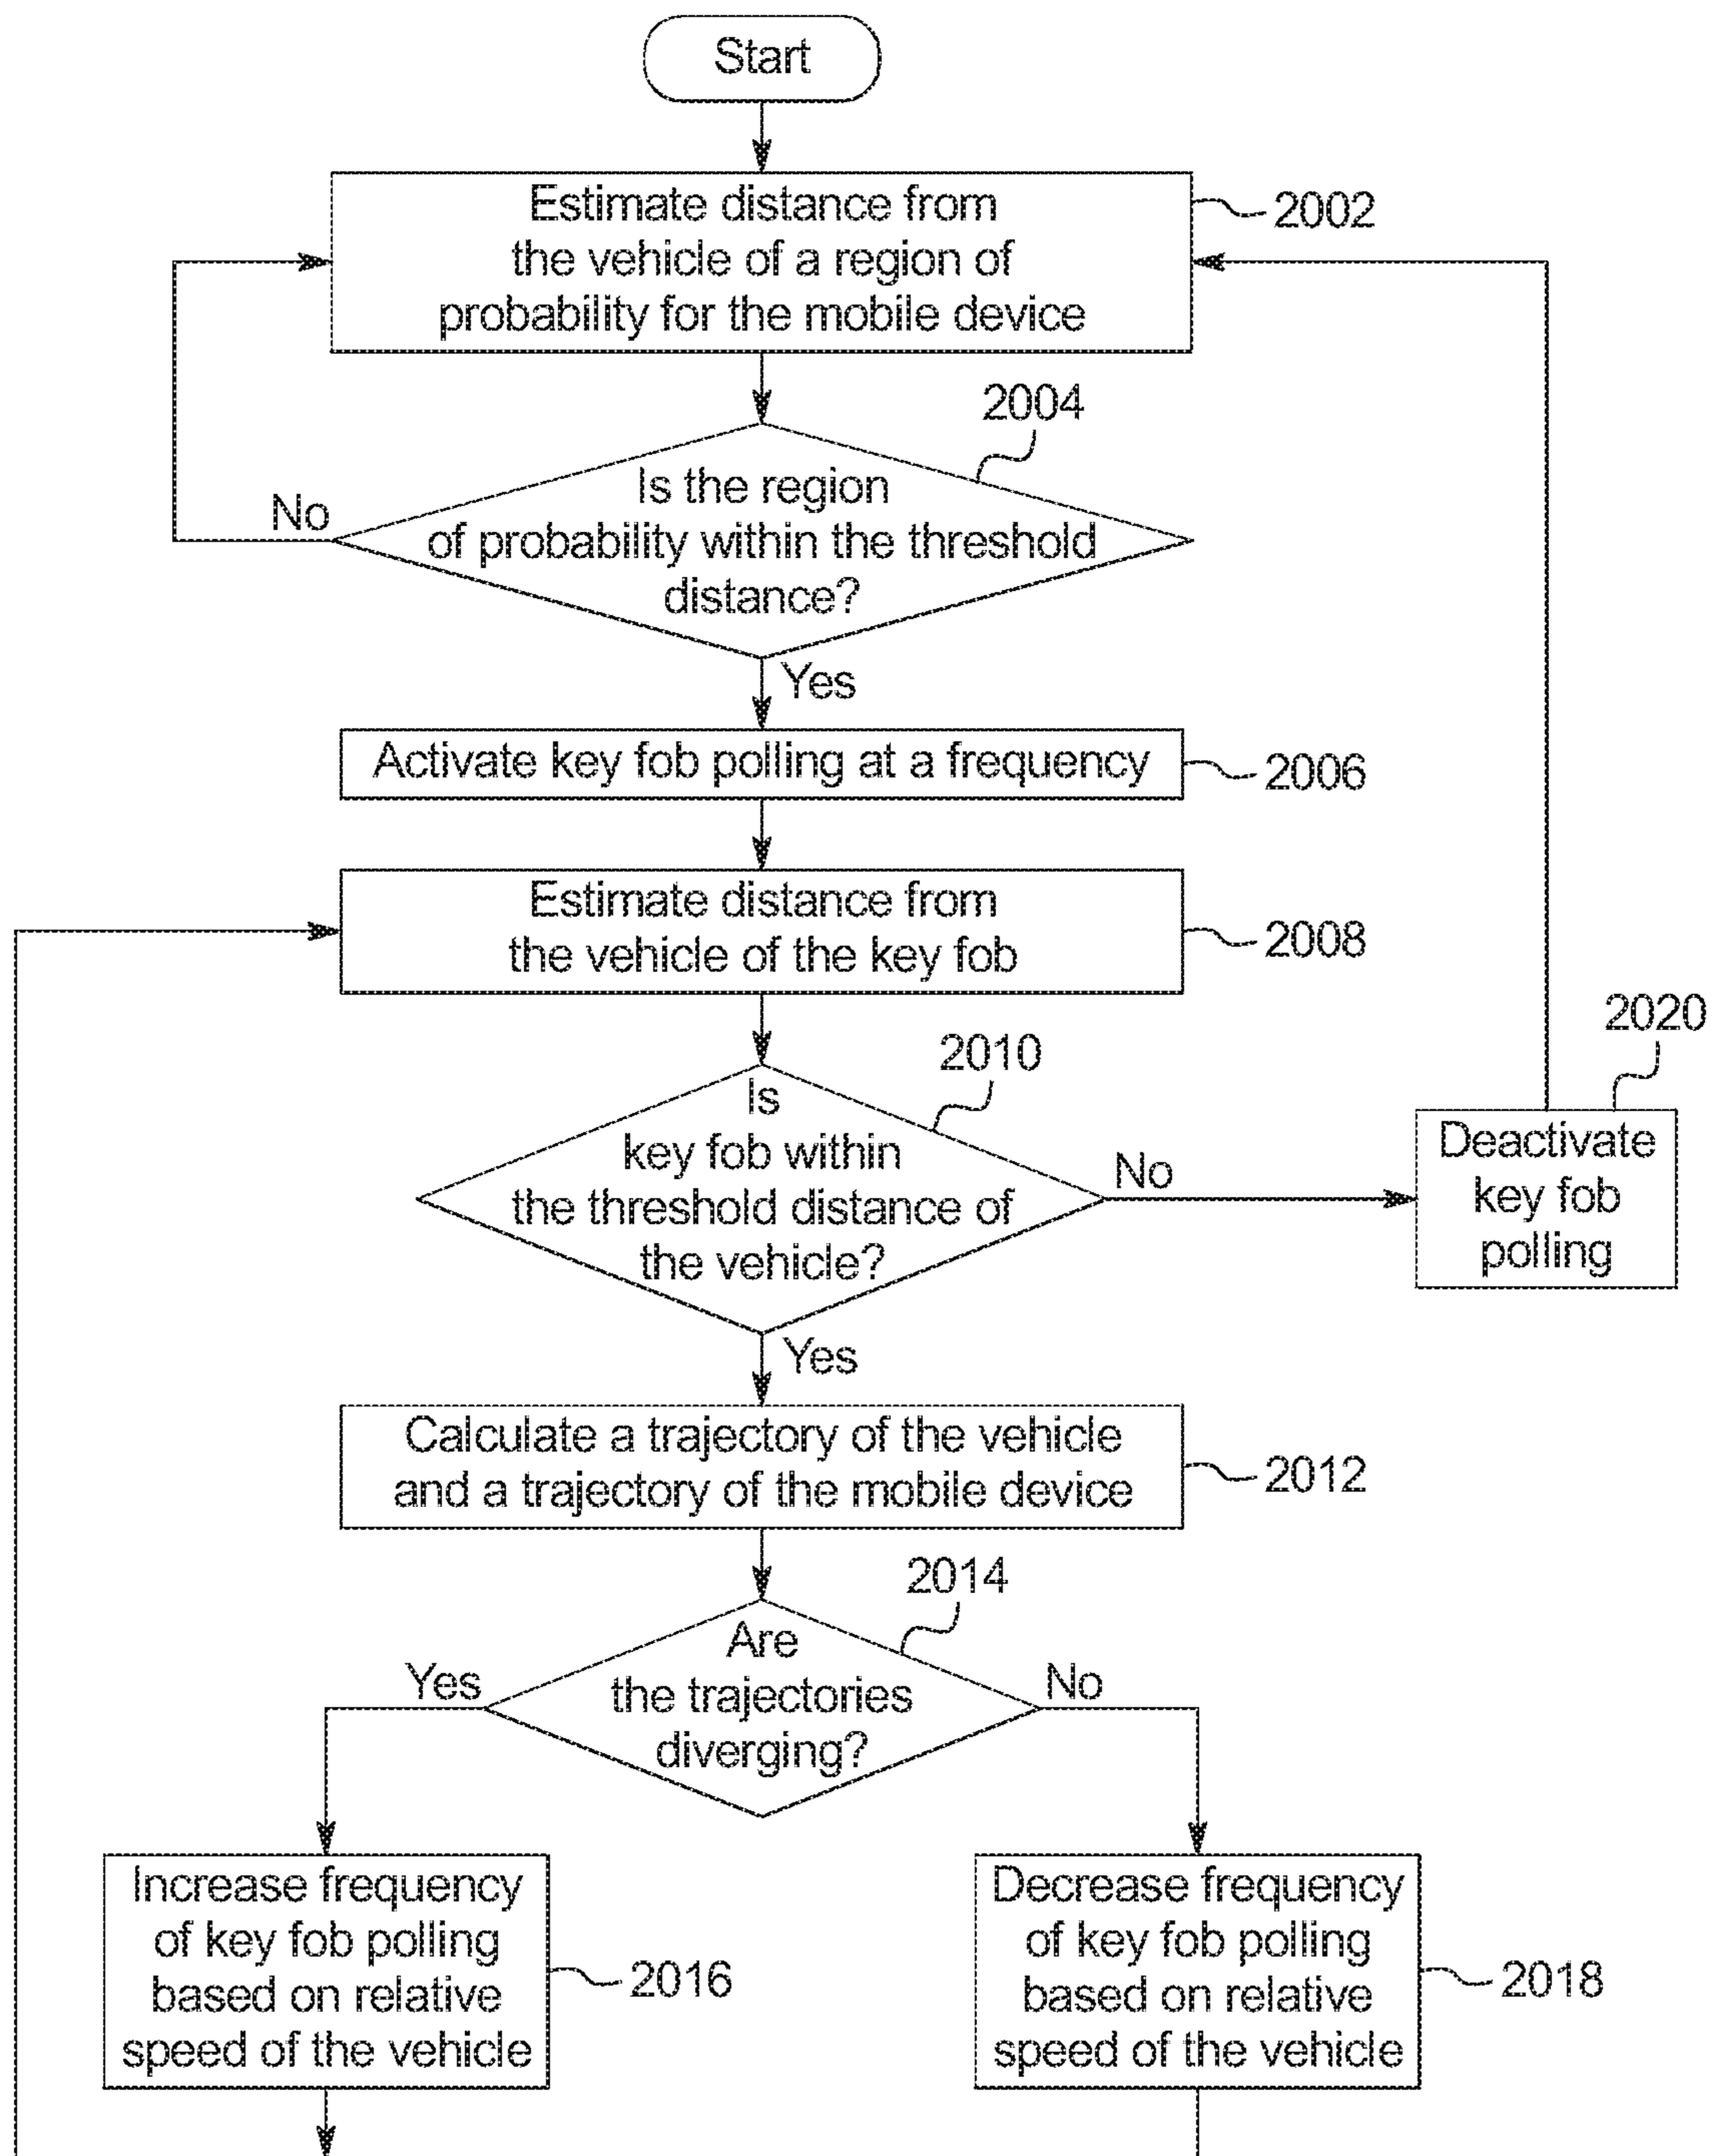 Start
Estimate distance from
the vehicle of a region of
probability for the mobile device
2002
2004
Is the region
of probability within the threshold
distance?
No
Yes
Activate key fob polling at a frequency
2006
Estimate distance from
the vehicle of the key fob
2008
2010
Is
key fob within
the threshold distance of
the vehicle?
No
2020
Deactivate
key fob
polling
Yes
Calculate a trajectory of the vehicle
and a trajectory of the mobile device
2012
2014
Are
the trajectories
diverging?
Yes
No
Increase frequency
of key fob polling
based on relative
speed of the vehicle
2016
Decrease frequency
of key fob polling
based on relative
speed of the vehicle
2018